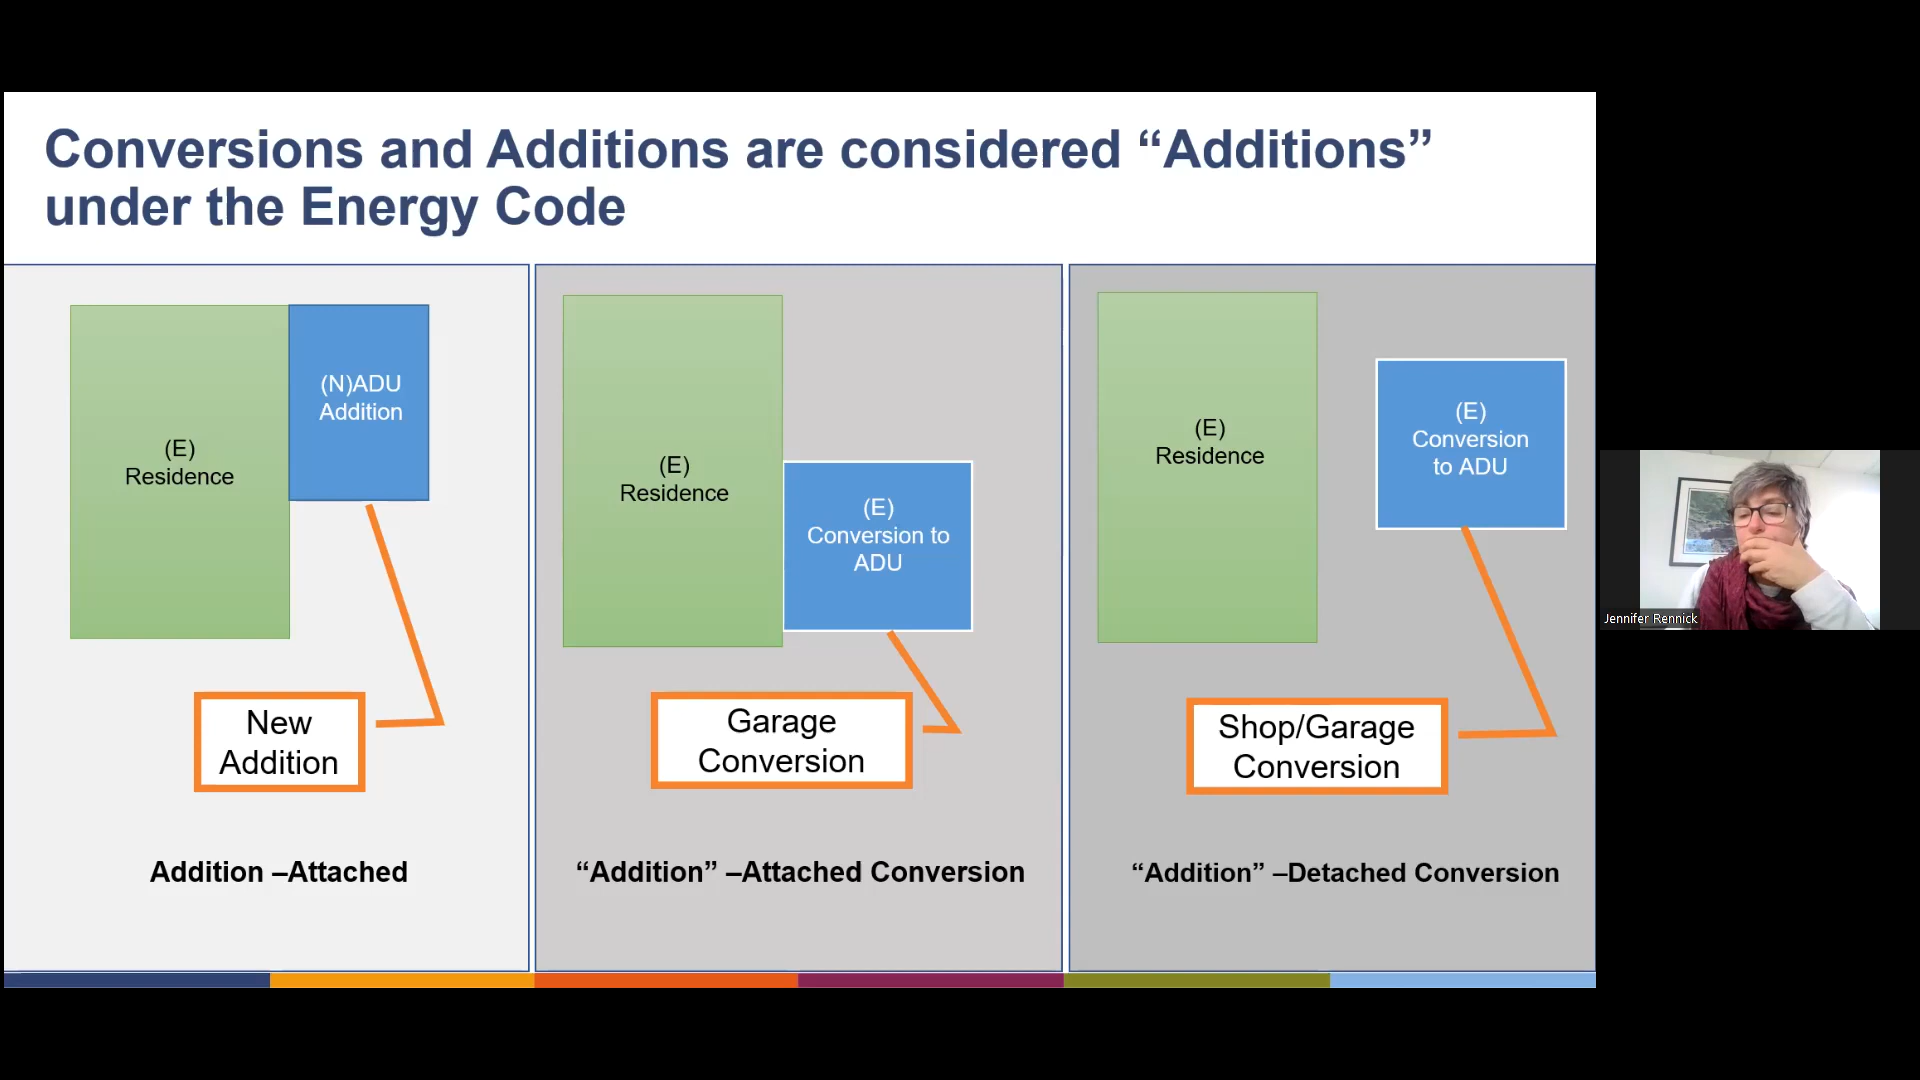 Conversions and Additions are considered “Additions”
under the Energy Code
(E)
Residence
(N)ADU
Addition
New
Addition
Addition –Attached
(E)
Residence
(E)
Conversion to
ADU
Garage
Conversion
“Addition” –Attached Conversion
(E)
Residence
(E)
Conversion
to ADU
Shop/Garage
Conversion
“Addition” –Detached Conversion
Jennifer Rennick